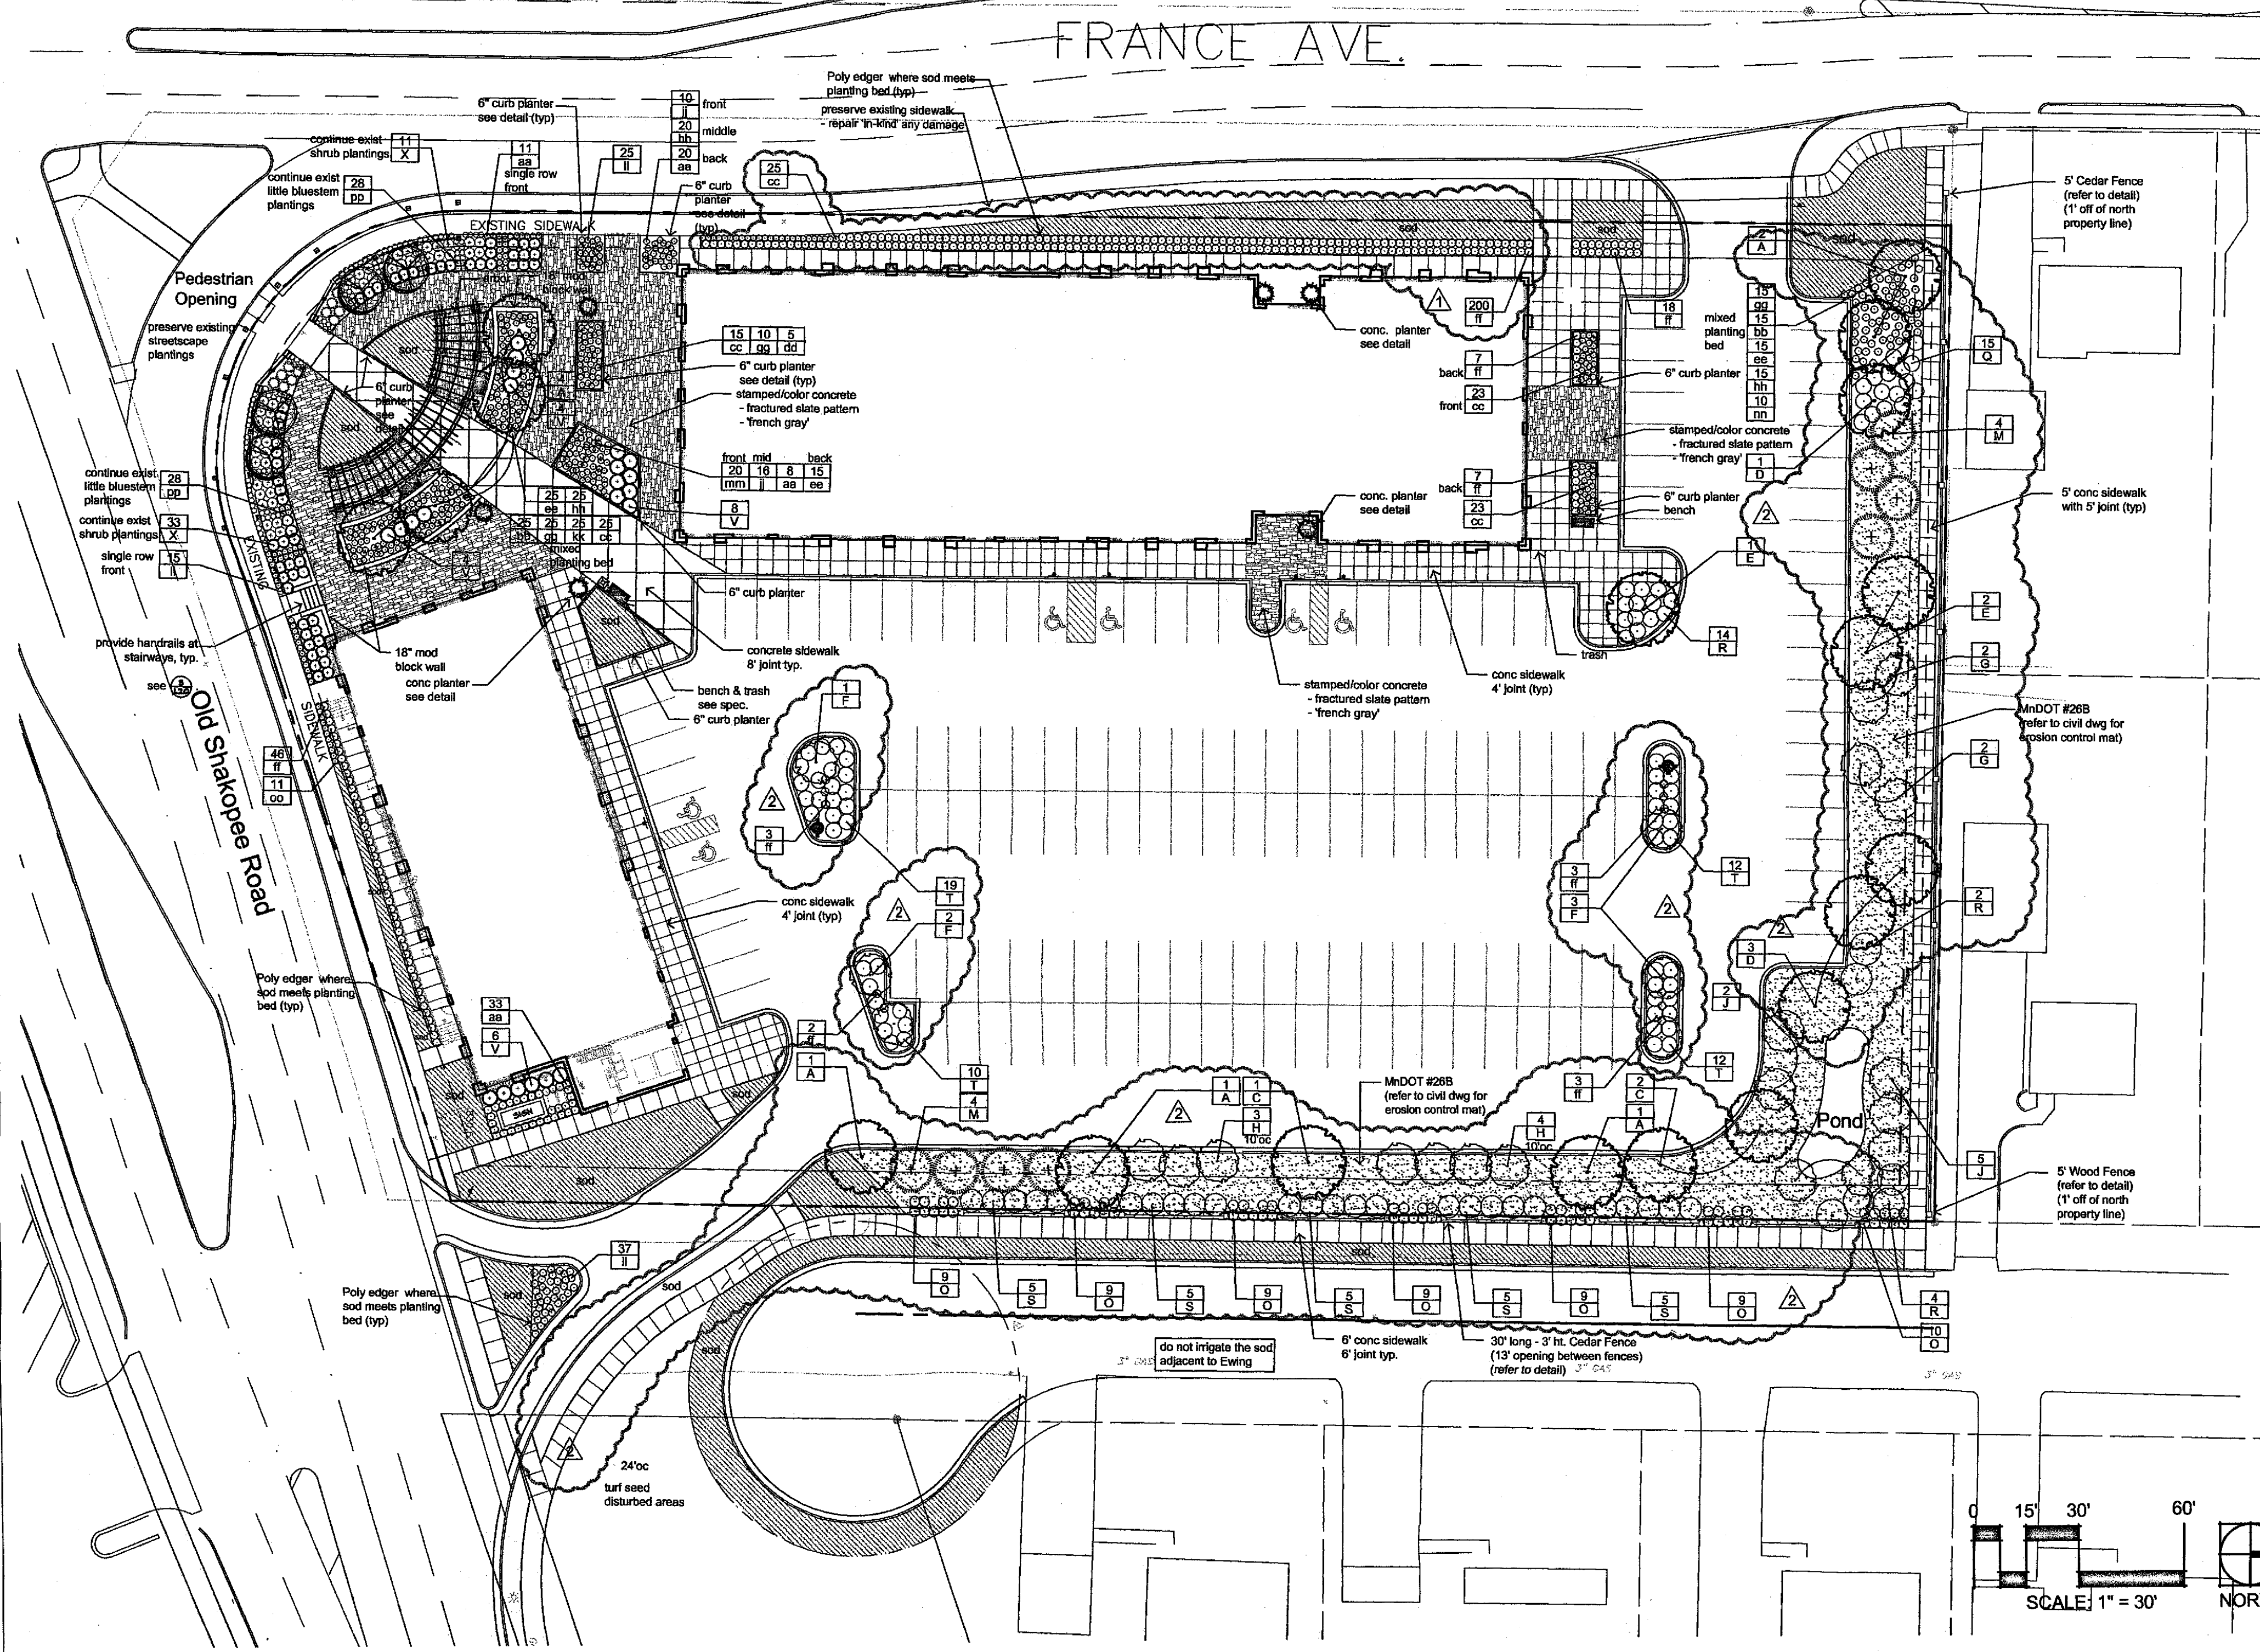 FRANCE AVE.
Poly edger where sod meets
planting bed (typ)
preserve existing sidewalk
- repair 'in-kind' any damage
6" curb planter
see detail (typ)
10
jj
front
20
hh
middle
20
aa
back
continue exist
shrub plantings
11
X
11
aa
single row
front
25
ll
25
cc
continue exist
little bluestem
plantings
28
pp
6" curb
planter
see detail
(typ)
5' Cedar Fence
(refer to detail)
(1' off of north
property line)
EXISTING SIDEWALK
sod
sod
sod
2
A
Pedestrian
Opening
6" mod
block wall
preserve existing
streetscape
plantings
1
200
ff
18
ff
mixed
planting
bed
15
gg
15
bb
15
ee
15
hh
10
nn
15
Q
conc. planter
see detail
15 10 5
cc gg dd
6" curb planter
see detail (typ)
stamped/color concrete
- fractured slate pattern
- 'french gray'
sod
back
7
ff
6" curb planter
front
23
cc
6" curb
planter
see
detail
sod
4
M
stamped/color concrete
- fractured slate pattern
- 'french gray'
1
D
front mid back
20 16 8 15
mm jj aa ee
continue exist
little bluestem
plantings
28
pp
back
7
ff
6" curb planter
bench
23
cc
conc. planter
see detail
5' conc sidewalk
with 5' joint (typ)
2
8
V
25 25
ee hh
25 25 25 25
bb gg kk cc
mixed
planting bed
continue exist
shrub plantings
33
X
single row
front
15
ll
EXISTING
1
E
6" curb planter
2
E
sod
14
R
provide handrails at
stairways, typ.
18" mod
block wall
concrete sidewalk
8' joint typ.
trash
2
G
see
conc planter
see detail
bench & trash
see spec.
6" curb planter
1
F
stamped/color concrete
- fractured slate pattern
- 'french gray'
conc sidewalk
4' joint (typ)
MnDOT #26B
(refer to civil dwg for
erosion control mat)
Old Shakopee Road
SIDEWALK
46
ff
11
oo
2
G
2
3
ff
19
T
2
F
2
3
ff
3
F
12
T
2
2
R
conc sidewalk
4' joint (typ)
3
D
2
Poly edger where
sod meets planting
bed (typ)
33
aa
6
V
2
J
2
ff
1
A
10
T
4
M
SIGN
sod
sod
1
A
1
C
3
H
10'oc
2
MnDOT #26B
(refer to civil dwg for
erosion control mat)
4
H
10'oc
3
ff
2
C
1
A
12
T
Pond
5
J
sod
5' Wood Fence
(refer to detail)
(1' off of north
property line)
37
ll
sod
sod
sod
Poly edger where
sod meets planting
bed (typ)
9
O
5
S
9
O
5
S
9
O
5
S
9
O
5
S
9
O
5
S
9
O
2
4
R
10
O
sod
do not irrigate the sod
adjacent to Ewing
6' conc sidewalk
6' joint typ.
30' long - 3' ht. Cedar Fence
(13' opening between fences)
(refer to detail)
3" GAS
3" GAS
3" GAS
2
24'oc
turf seed
disturbed areas
0 15' 30' 60'
SCALE: 1" = 30'
NOR